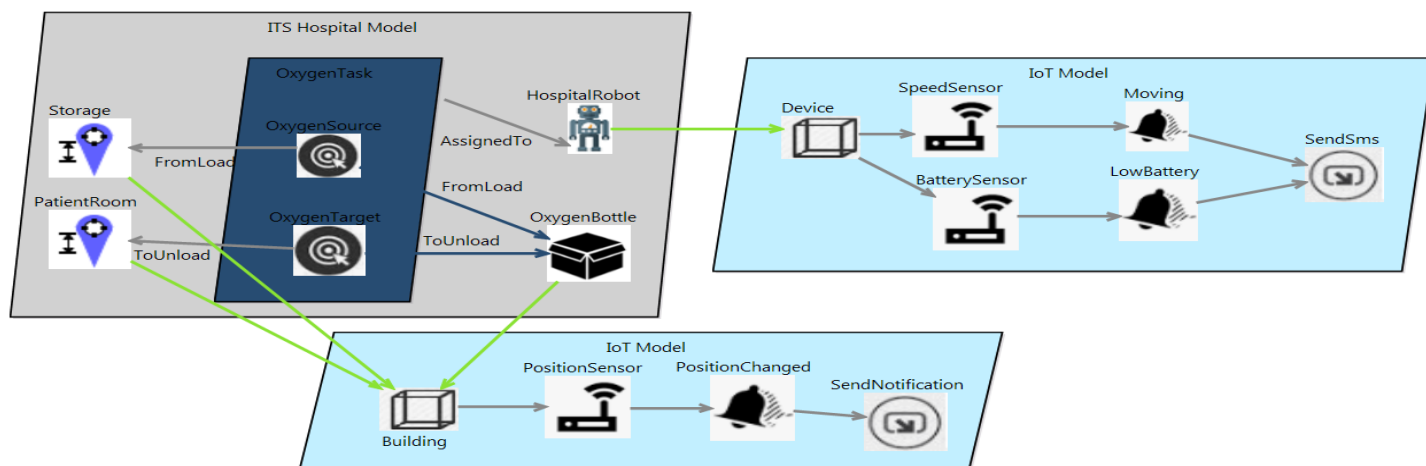 ITS Hospital Model
OxygenTask
HospitalRobot
Storage
OxygenSource
AssignedTo
FromLoad
FromLoad
PatientRoom
OxygenTarget
OxygenBottle
ToUnload
ToUnload
IoT Model
SpeedSensor
Moving
Device
SendSms
BatterySensor
LowBattery
IoT Model
PositionSensor
PositionChanged
SendNotification
Building